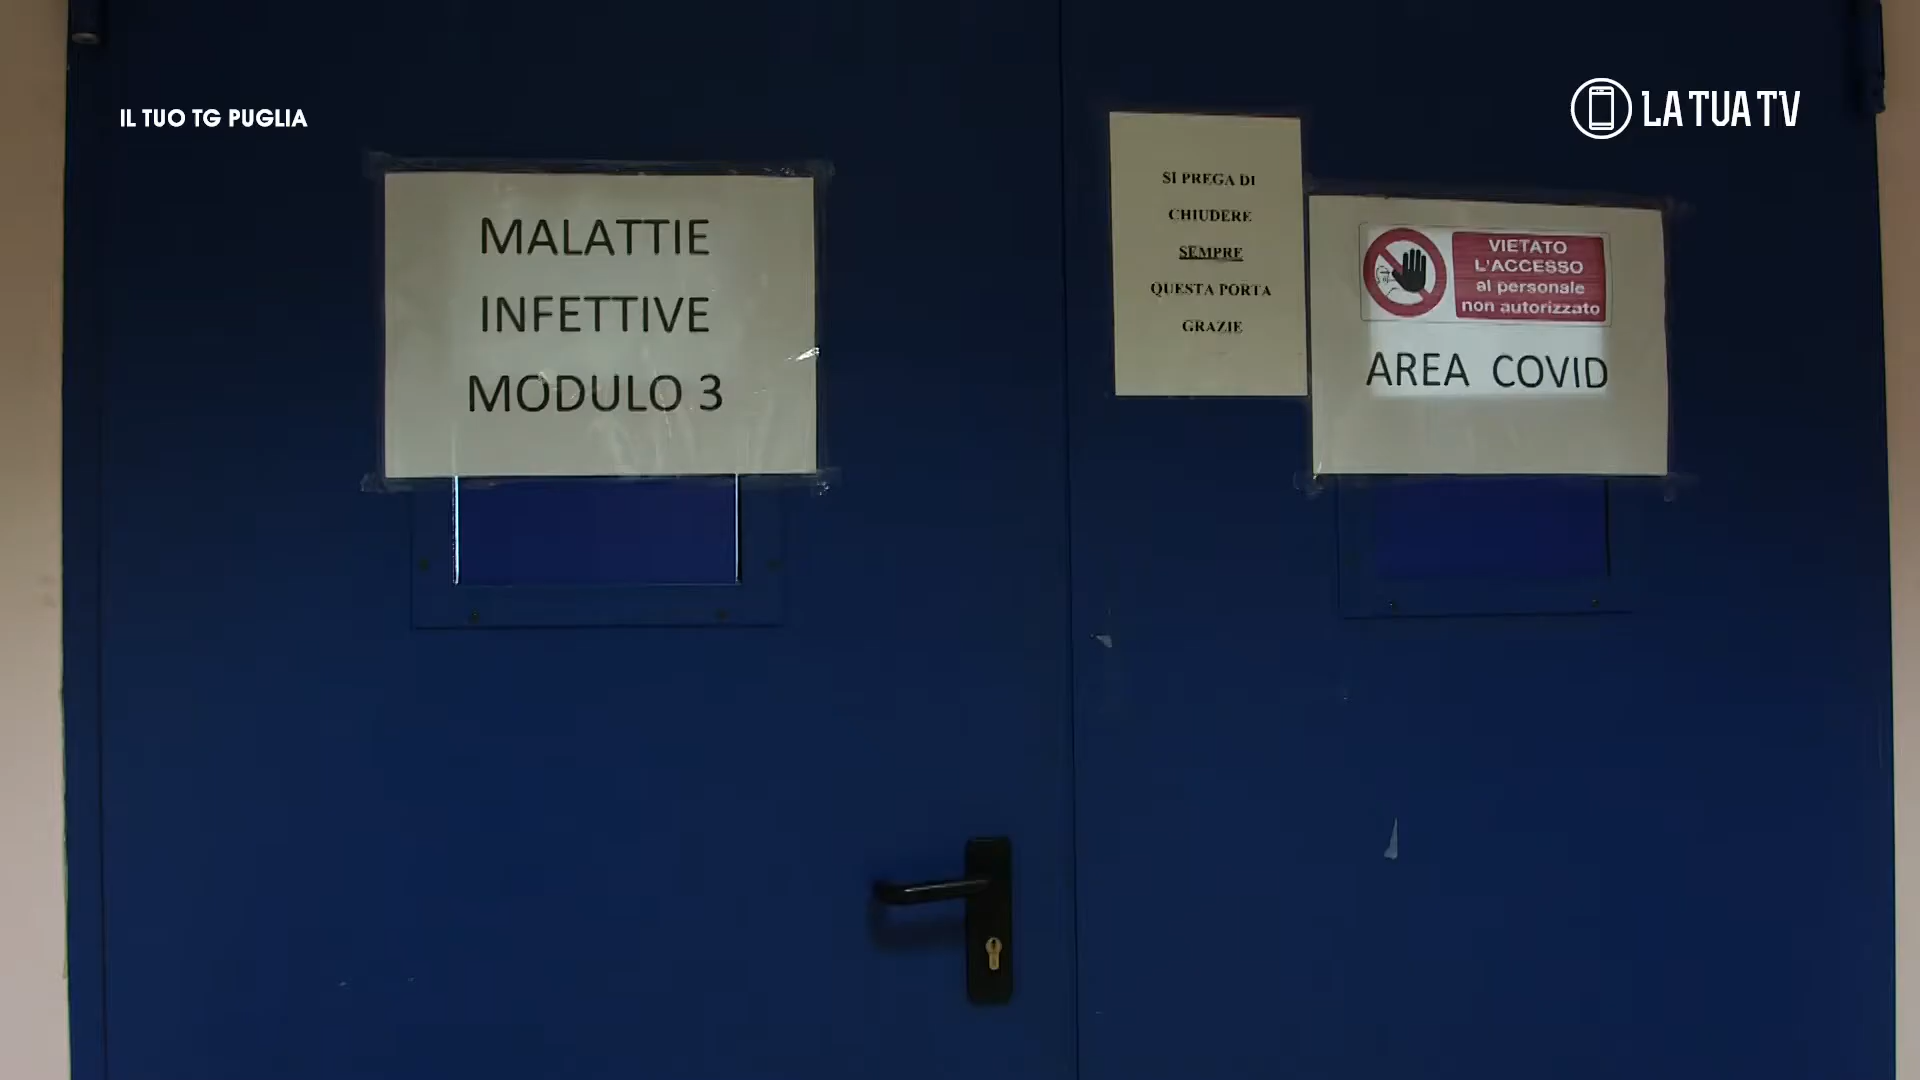 IL TUO TG PUGLIA
LA TUA TV
MALATTIE
INFETTIVE
MODULO 3
SI PREGA DI
CHIUDERE
SEMPRE
QUESTA PORTA
GRAZIE
VIETATO
L'ACCESSO
al personale
non autorizzato
AREA COVID